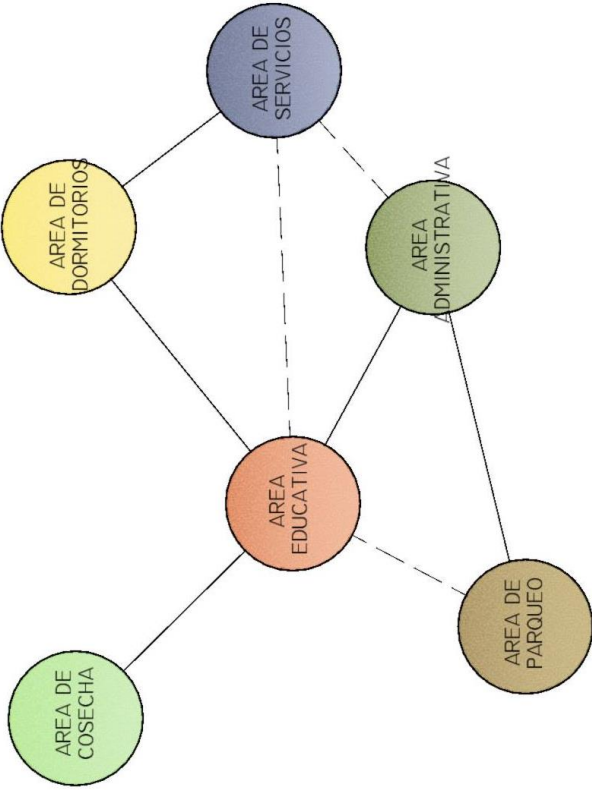 AREA DE
SERVICIOS
AREA DE
DORMITORIOS
AREA
ADMINISTRATIVA
AREA
EDUCATIVA
AREA DE
COSECHA
AREA DE
PARQUEO